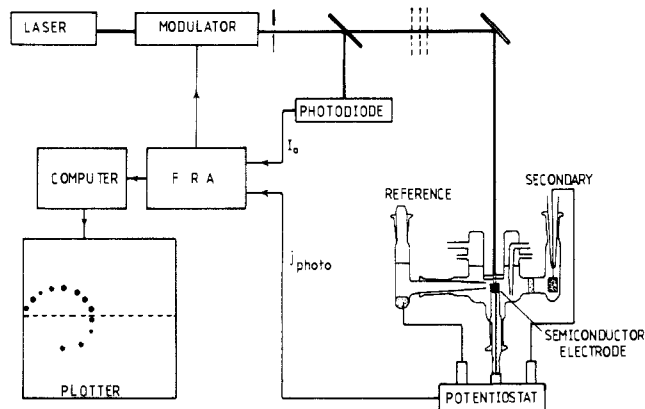 LASER
MODULATOR
PHOTODIODE
I₀
COMPUTER
F R A
REFERENCE
SECONDARY
jphoto
SEMICONDUCTOR
ELECTRODE
PLOTTER
POTENTIOSTAT